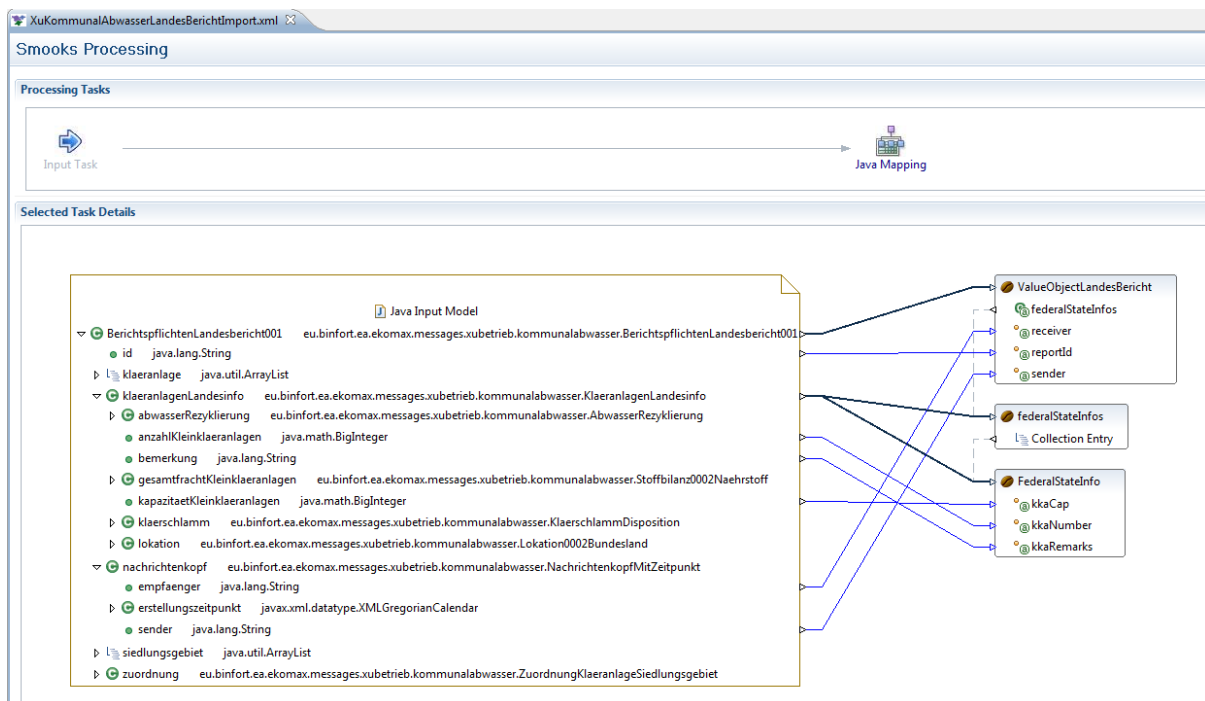 XuKommunalAbwasserLandesBerichtImport.xml
Smooks Processing
Processing Tasks
Input Task
Java Mapping
Selected Task Details
Java Input Model
BerichtspflichtenLandesbericht001 eu.binfort.ea.ekomax.messages.xubetrieb.kommunalabwasser.BerichtspflichtenLandesbericht001
id java.lang.String
klaeranlage java.util.ArrayList
klaeranlagenLandesinfo eu.binfort.ea.ekomax.messages.xubetrieb.kommunalabwasser.KlaeranlagenLandesinfo
abwasserRezyklierung eu.binfort.ea.ekomax.messages.xubetrieb.kommunalabwasser.AbwasserRezyklierung
anzahlKleinklaeranlagen java.math.BigInteger
bemerkung java.lang.String
gesamtfrachtKleinklaeranlagen eu.binfort.ea.ekomax.messages.xubetrieb.kommunalabwasser.Stoffbilanz0002Naehrstoff
kapazitaetKleinklaeranlagen java.math.BigInteger
klaerschlamm eu.binfort.ea.ekomax.messages.xubetrieb.kommunalabwasser.KlaerschlammDisposition
lokation eu.binfort.ea.ekomax.messages.xubetrieb.kommunalabwasser.Lokation0002Bundesland
nachrichtenkopf eu.binfort.ea.ekomax.messages.xubetrieb.kommunalabwasser.NachrichtenkopfMitZeitpunkt
empfaenger java.lang.String
erstellungszeitpunkt javax.xml.datatype.XMLGregorianCalendar
sender java.lang.String
siedlungsgebiet java.util.ArrayList
zuordnung eu.binfort.ea.ekomax.messages.xubetrieb.kommunalabwasser.ZuordnungKlaeranlageSiedlungsgebiet
ValueObjectLandesBericht
federalStateInfos
receiver
reportId
sender
federalStateInfos
Collection Entry
FederalStateInfo
kkaCap
kkaNumber
kkaRemarks